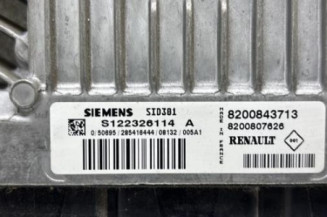 SIEMENS SID301
S122326114 A
0/50895/285416444/08132/005A1
MADE IN FRANCE
8200843713
8200807626
RENAULT